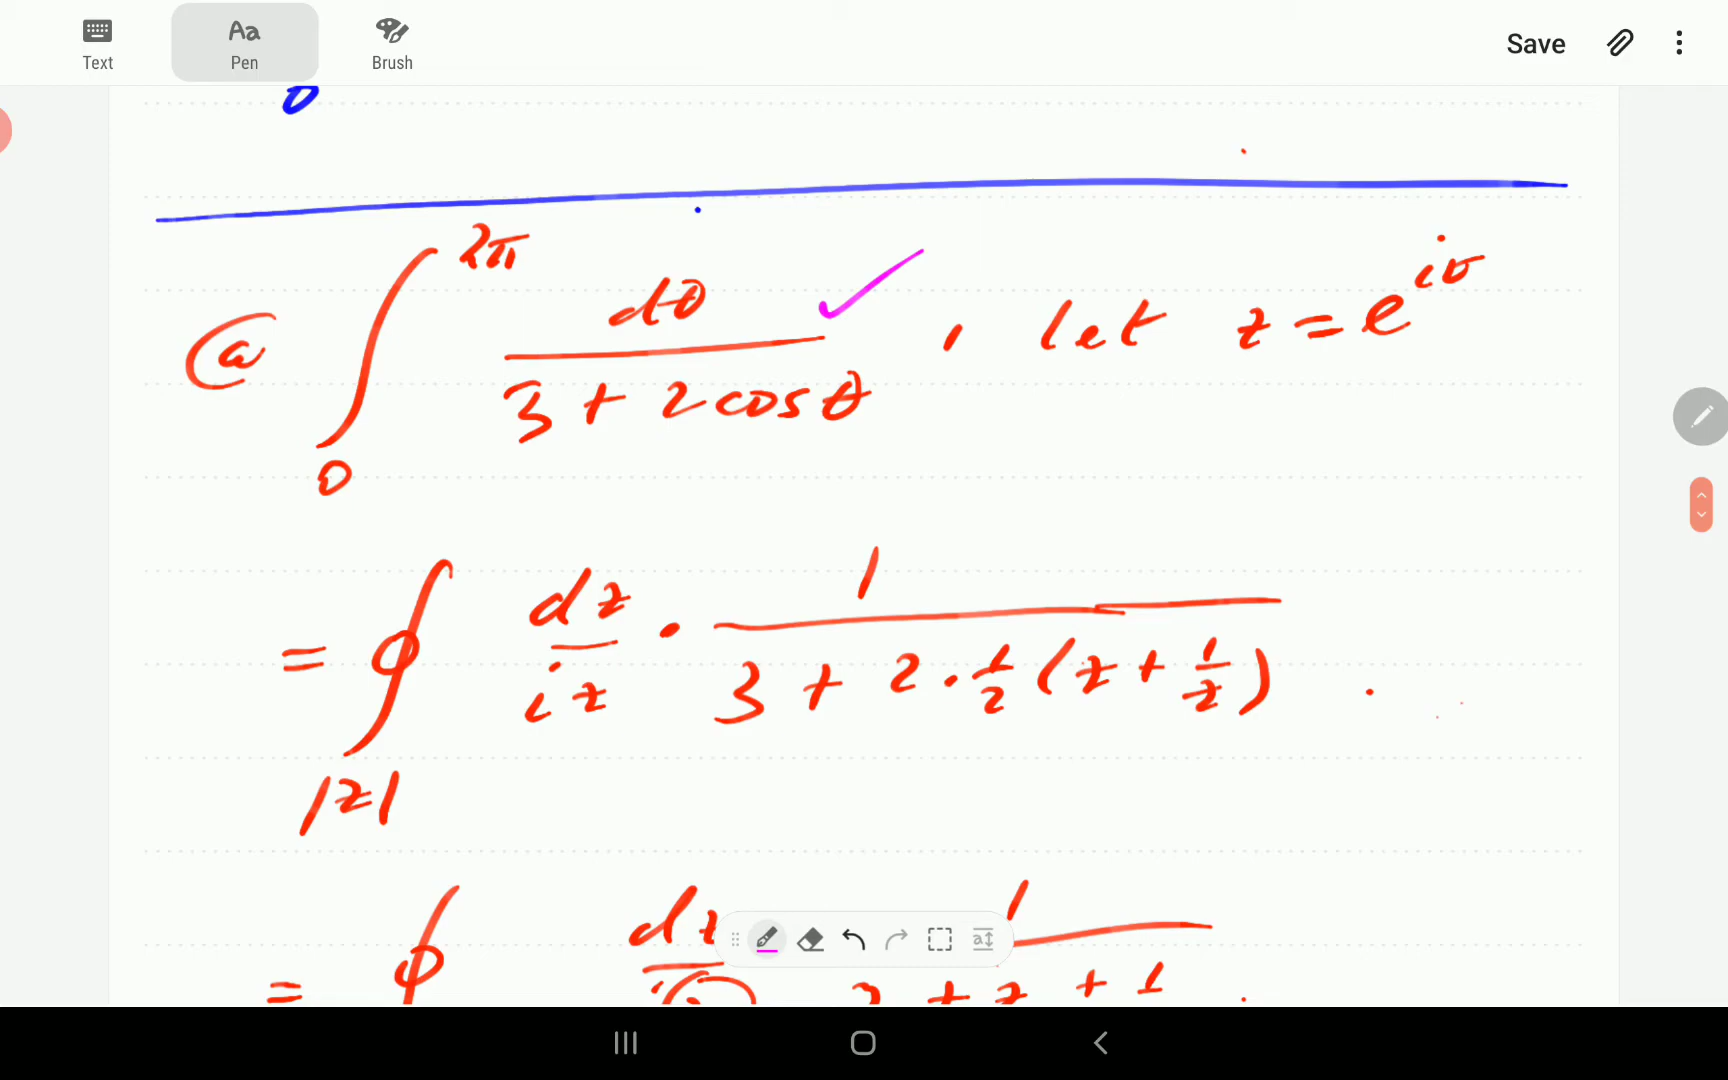 Text Pen Brush Save
0
(a) ∫₀^{2π} dθ / (3 + 2cosθ) , let z = e^{iθ}
= ∮_{|z|} dz/(iz) · 1 / (3 + 2·½(z + 1/z))
= ∮